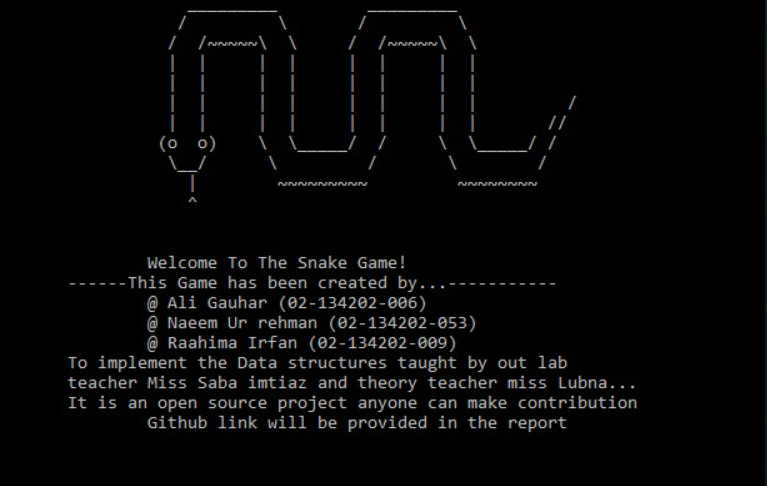 Welcome To The Snake Game!
------This Game has been created by...-----------
@ Ali Gauhar (02-134202-006)
@ Naeem Ur rehman (02-134202-053)
@ Raahima Irfan (02-134202-009)
To implement the Data structures taught by out lab
teacher Miss Saba imtiaz and theory teacher miss Lubna...
It is an open source project anyone can make contribution
Github link will be provided in the report